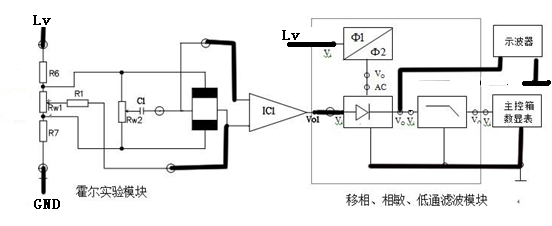 Lv
R6
Rw1
R1
R7
GND
C1
Rw2
霍尔实验模块
IC1
Vo1
Lv
Vi
Φ1
Φ2
Vo
AC
Vi
Vo
Vi
Vo
Vi
示波器
主控箱
数显表
移相、相敏、低通滤波模块